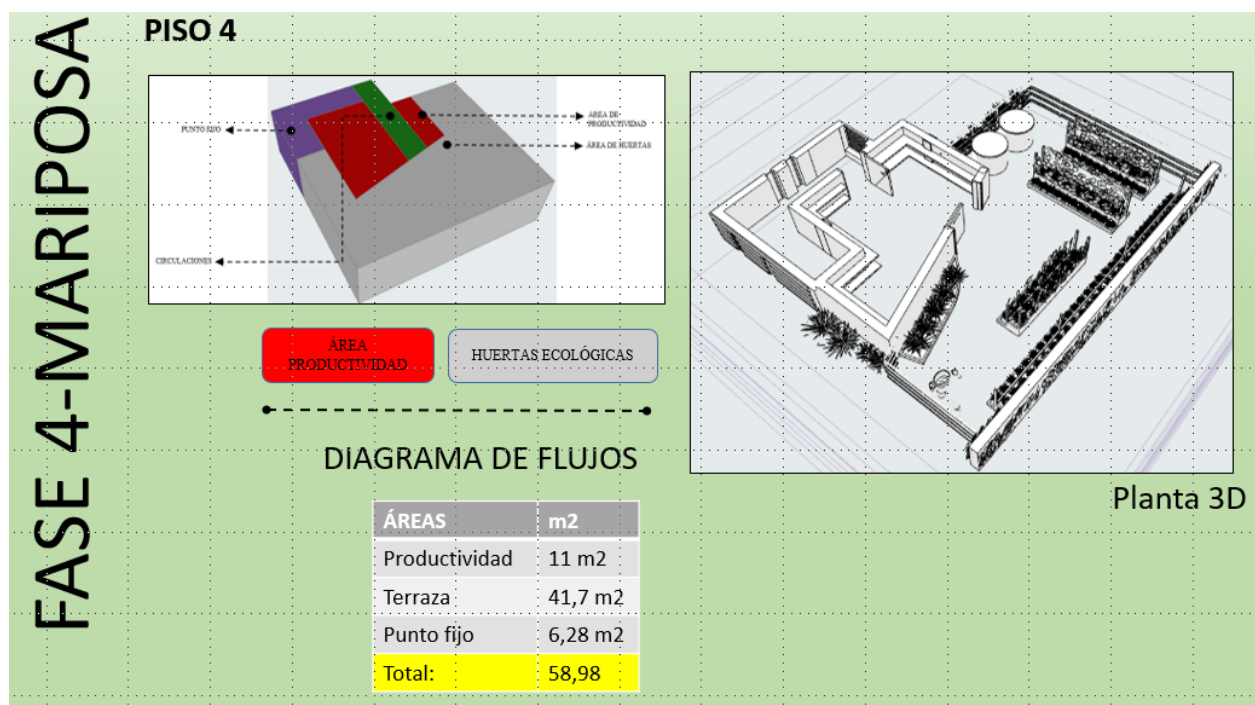 FASE 4-MARIPOSA
PISO 4
PUNTO FIJO
AREA DE
PRODUCTIVIDAD
ÁREA DE HUERTAS
CIRCULACIONES
ÁREA
PRODUCTIVIDAD
HUERTAS ECOLÓGICAS
DIAGRAMA DE FLUJOS
Planta 3D
ÁREAS m2
Productividad 11 m2
Terraza 41,7 m2
Punto fijo 6,28 m2
Total: 58,98